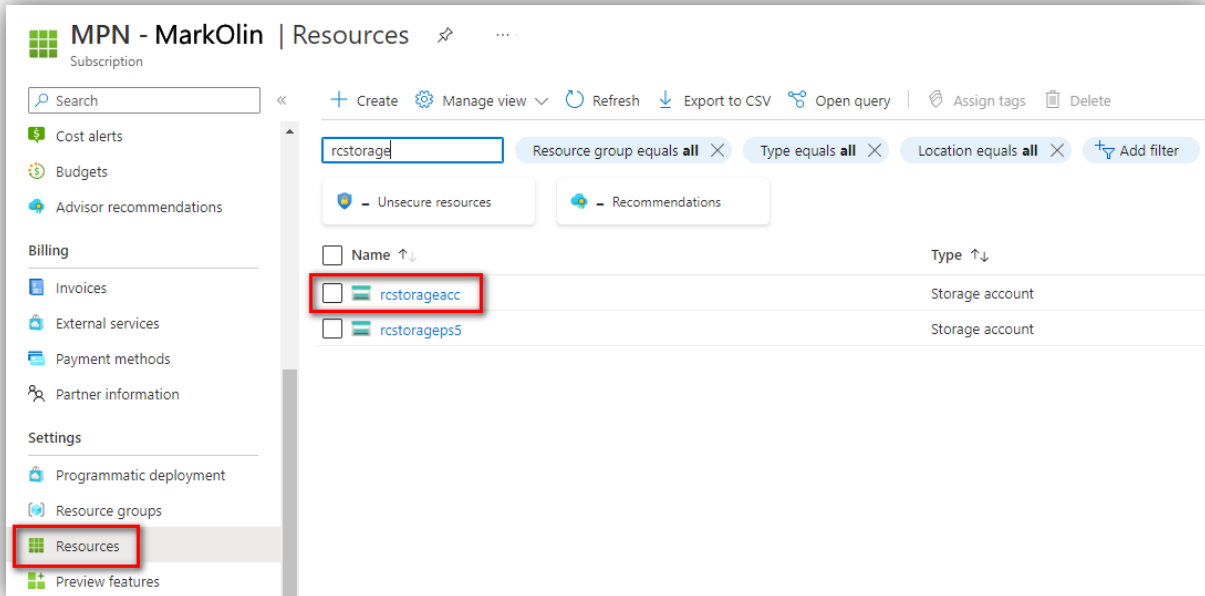 MPN - MarkOlin | Resources ...
Subscription
Search «
Cost alerts
Budgets
Advisor recommendations
Billing
Invoices
External services
Payment methods
Partner information
Settings
Programmatic deployment
Resource groups
Resources
Preview features
Create Manage view Refresh Export to CSV Open query Assign tags Delete
rcstorage Resource group equals all Type equals all Location equals all Add filter
- Unsecure resources - Recommendations
Name Type
rcstorageacc Storage account
rcstorageps5 Storage account